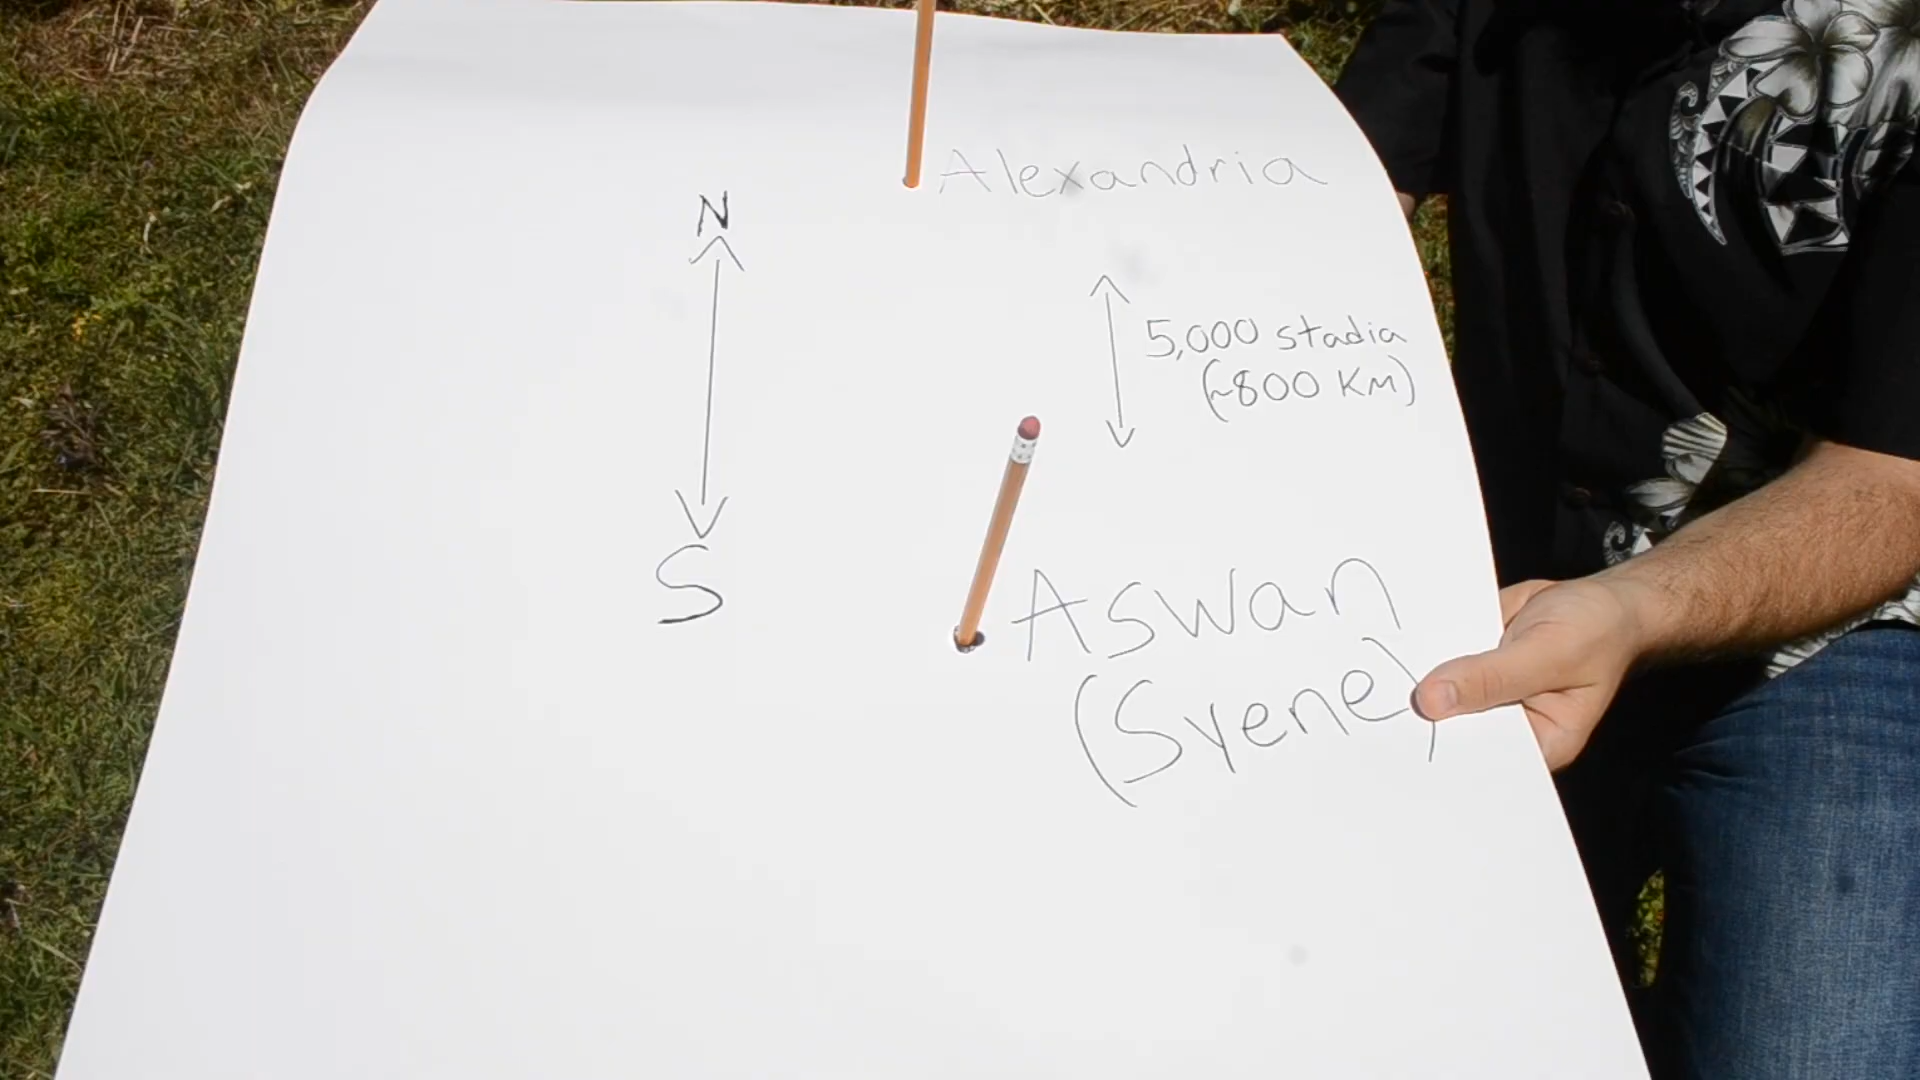 Alexandria
N
5,000 stadia
(~800 KM)
S
Aswan
(Syene)